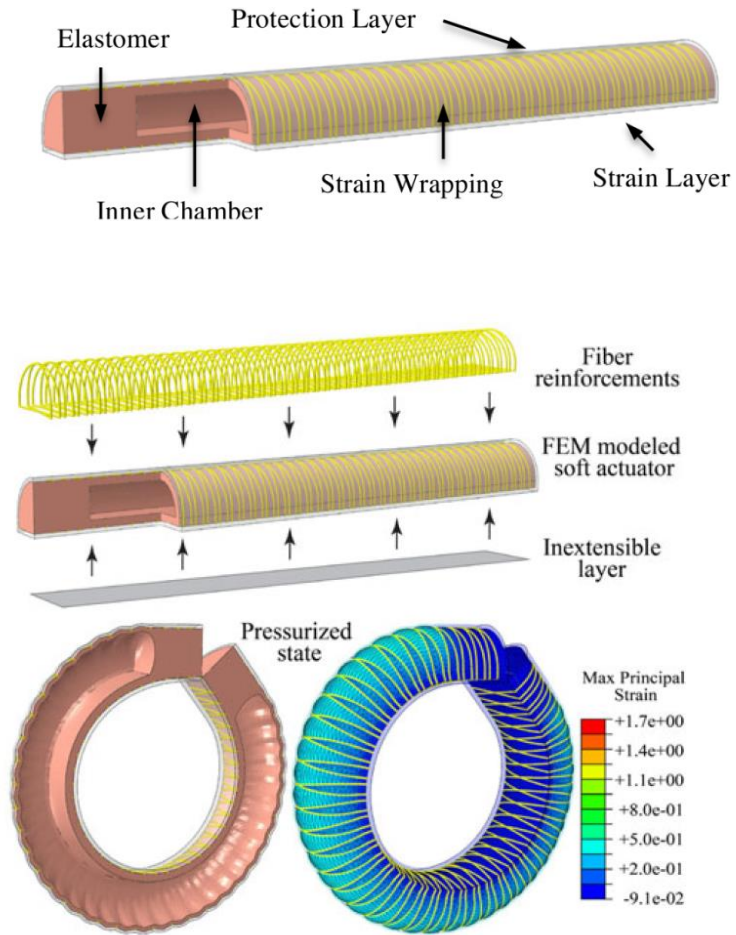 Protection Layer
Elastomer
Strain Wrapping
Strain Layer
Inner Chamber
Fiber
reinforcements
FEM modeled
soft actuator
Inextensible
layer
Pressurized
state
Max Principal
Strain
+1.7e+00
+1.4e+00
+1.1e+00
+8.0e-01
+5.0e-01
+2.0e-01
-9.1e-02